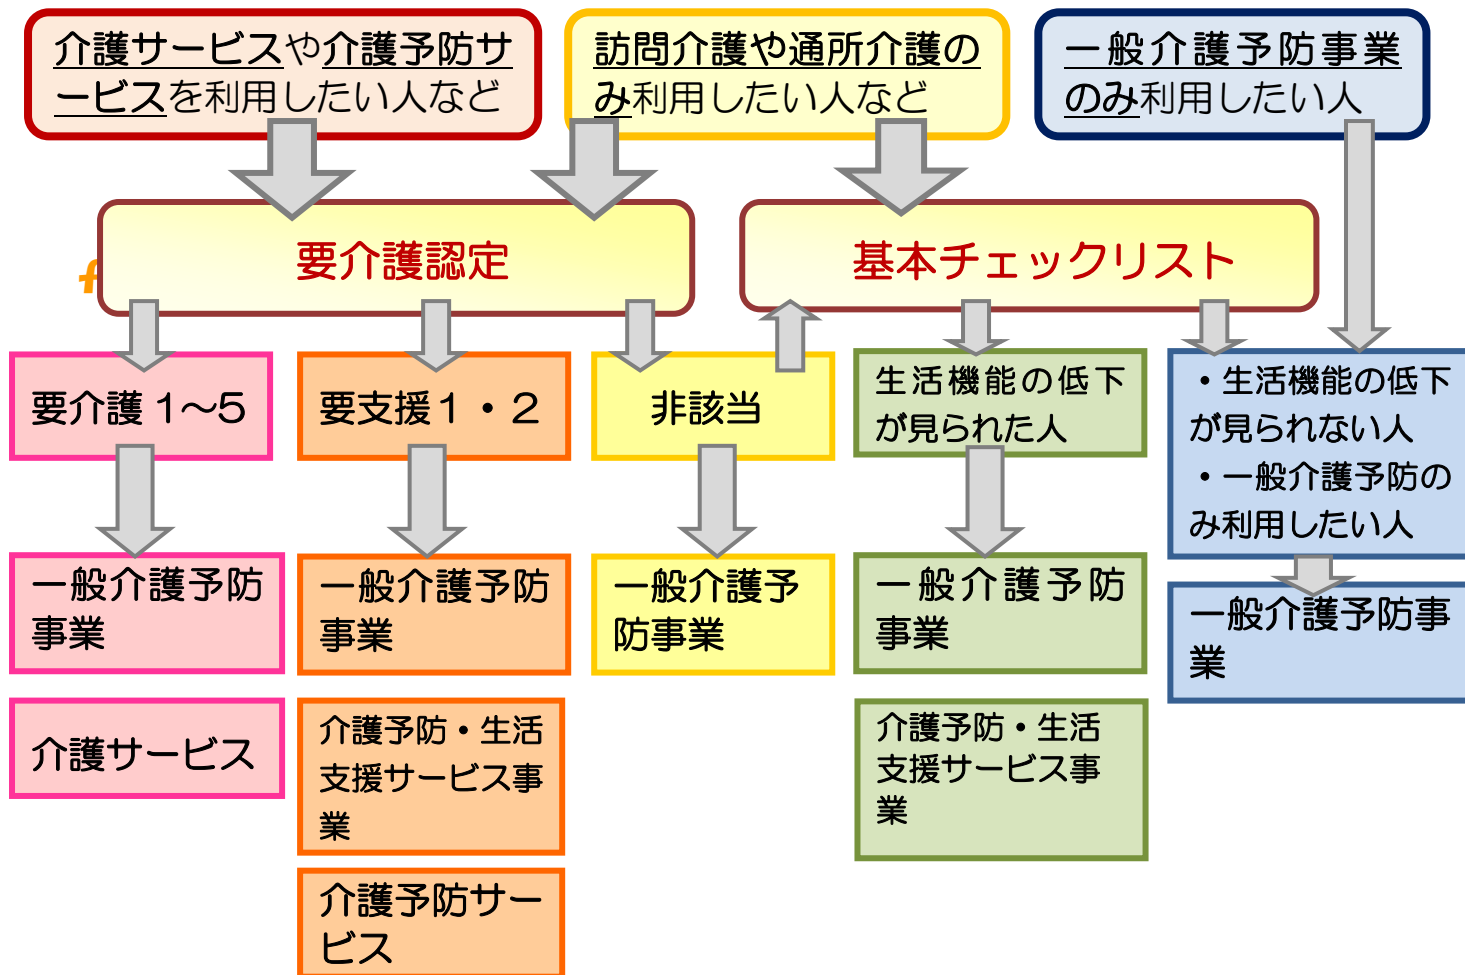 介護サービスや介護予防サ
ービスを利用したい人など
訪問介護や通所介護の
み利用したい人など
一般介護予防事業
のみ利用したい人
要介護認定
基本チェックリスト
要介護１～５
要支援１・２
非該当
生活機能の低下
が見られた人
・生活機能の低下
が見られない人
・一般介護予防の
み利用したい人
一般介護予防
事業
一般介護予防
事業
一般介護予
防事業
一般介護予防
事業
一般介護予防事
業
介護サービス
介護予防・生活
支援サービス事
業
介護予防・生活
支援サービス事
業
介護予防サー
ビス